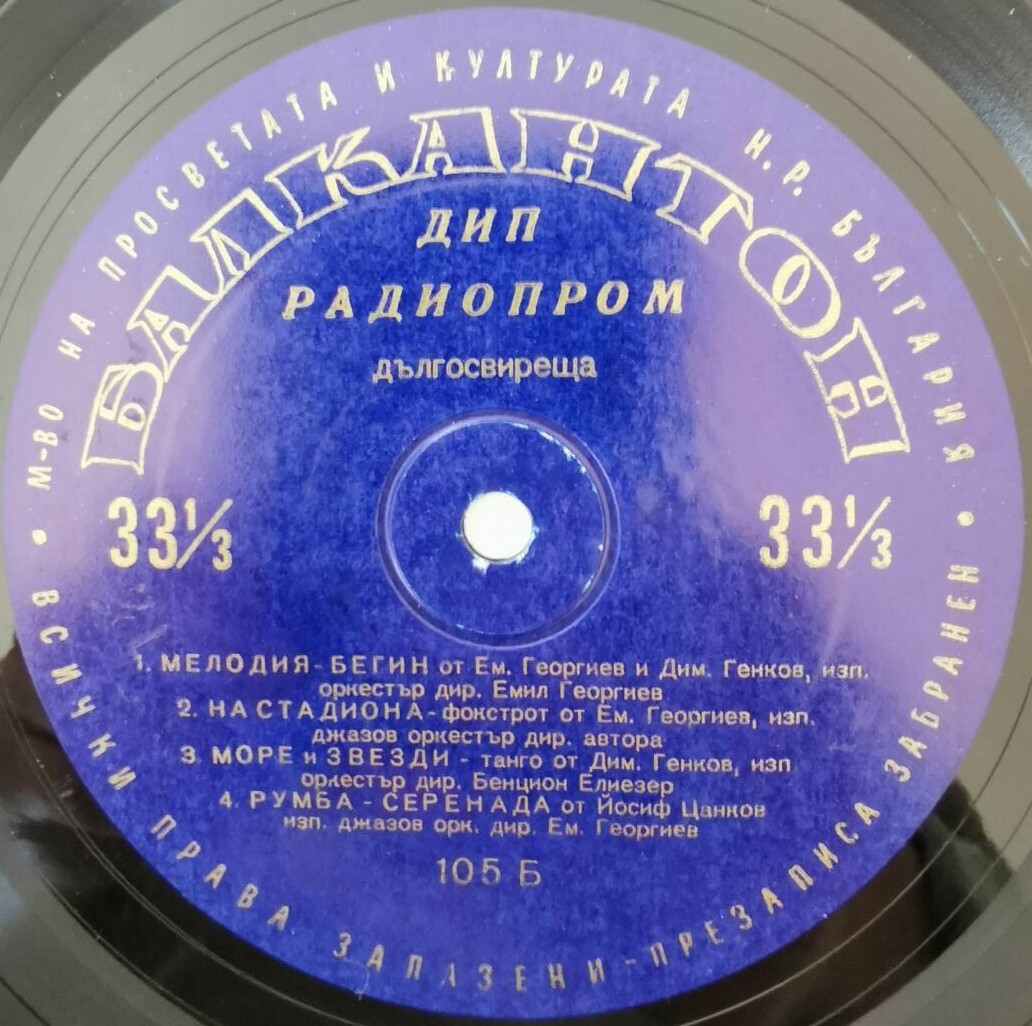 М-ВО НА ПРОСВЕТАТА И КУЛТУРАТА Н.Р. БЪЛГАРИЯ
БАЛКАНТОН
ДИП
РАДИОПРОМ
дългосвиреща
33⅓ 33⅓
1. МЕЛОДИЯ - БЕГИН от Ем. Георгиев и Дим. Генков, изп.
оркестър дир. Емил Георгиев
2. НА СТАДИОНА - фокстрот от Ем. Георгиев, изп.
джазов оркестър дир. автора
3 МОРЕ и ЗВЕЗДИ - танго от Дим. Генков, изп
оркестър дир. Бенцион Елиезер
4. РУМБА - СЕРЕНАДА от Йосиф Цанков
изп. джазов орк. дир. Ем. Георгиев
105 Б
• ВСИЧКИ ПРАВА ЗАПАЗЕНИ - ПРЕЗАПИСА ЗАБРАНЕН •